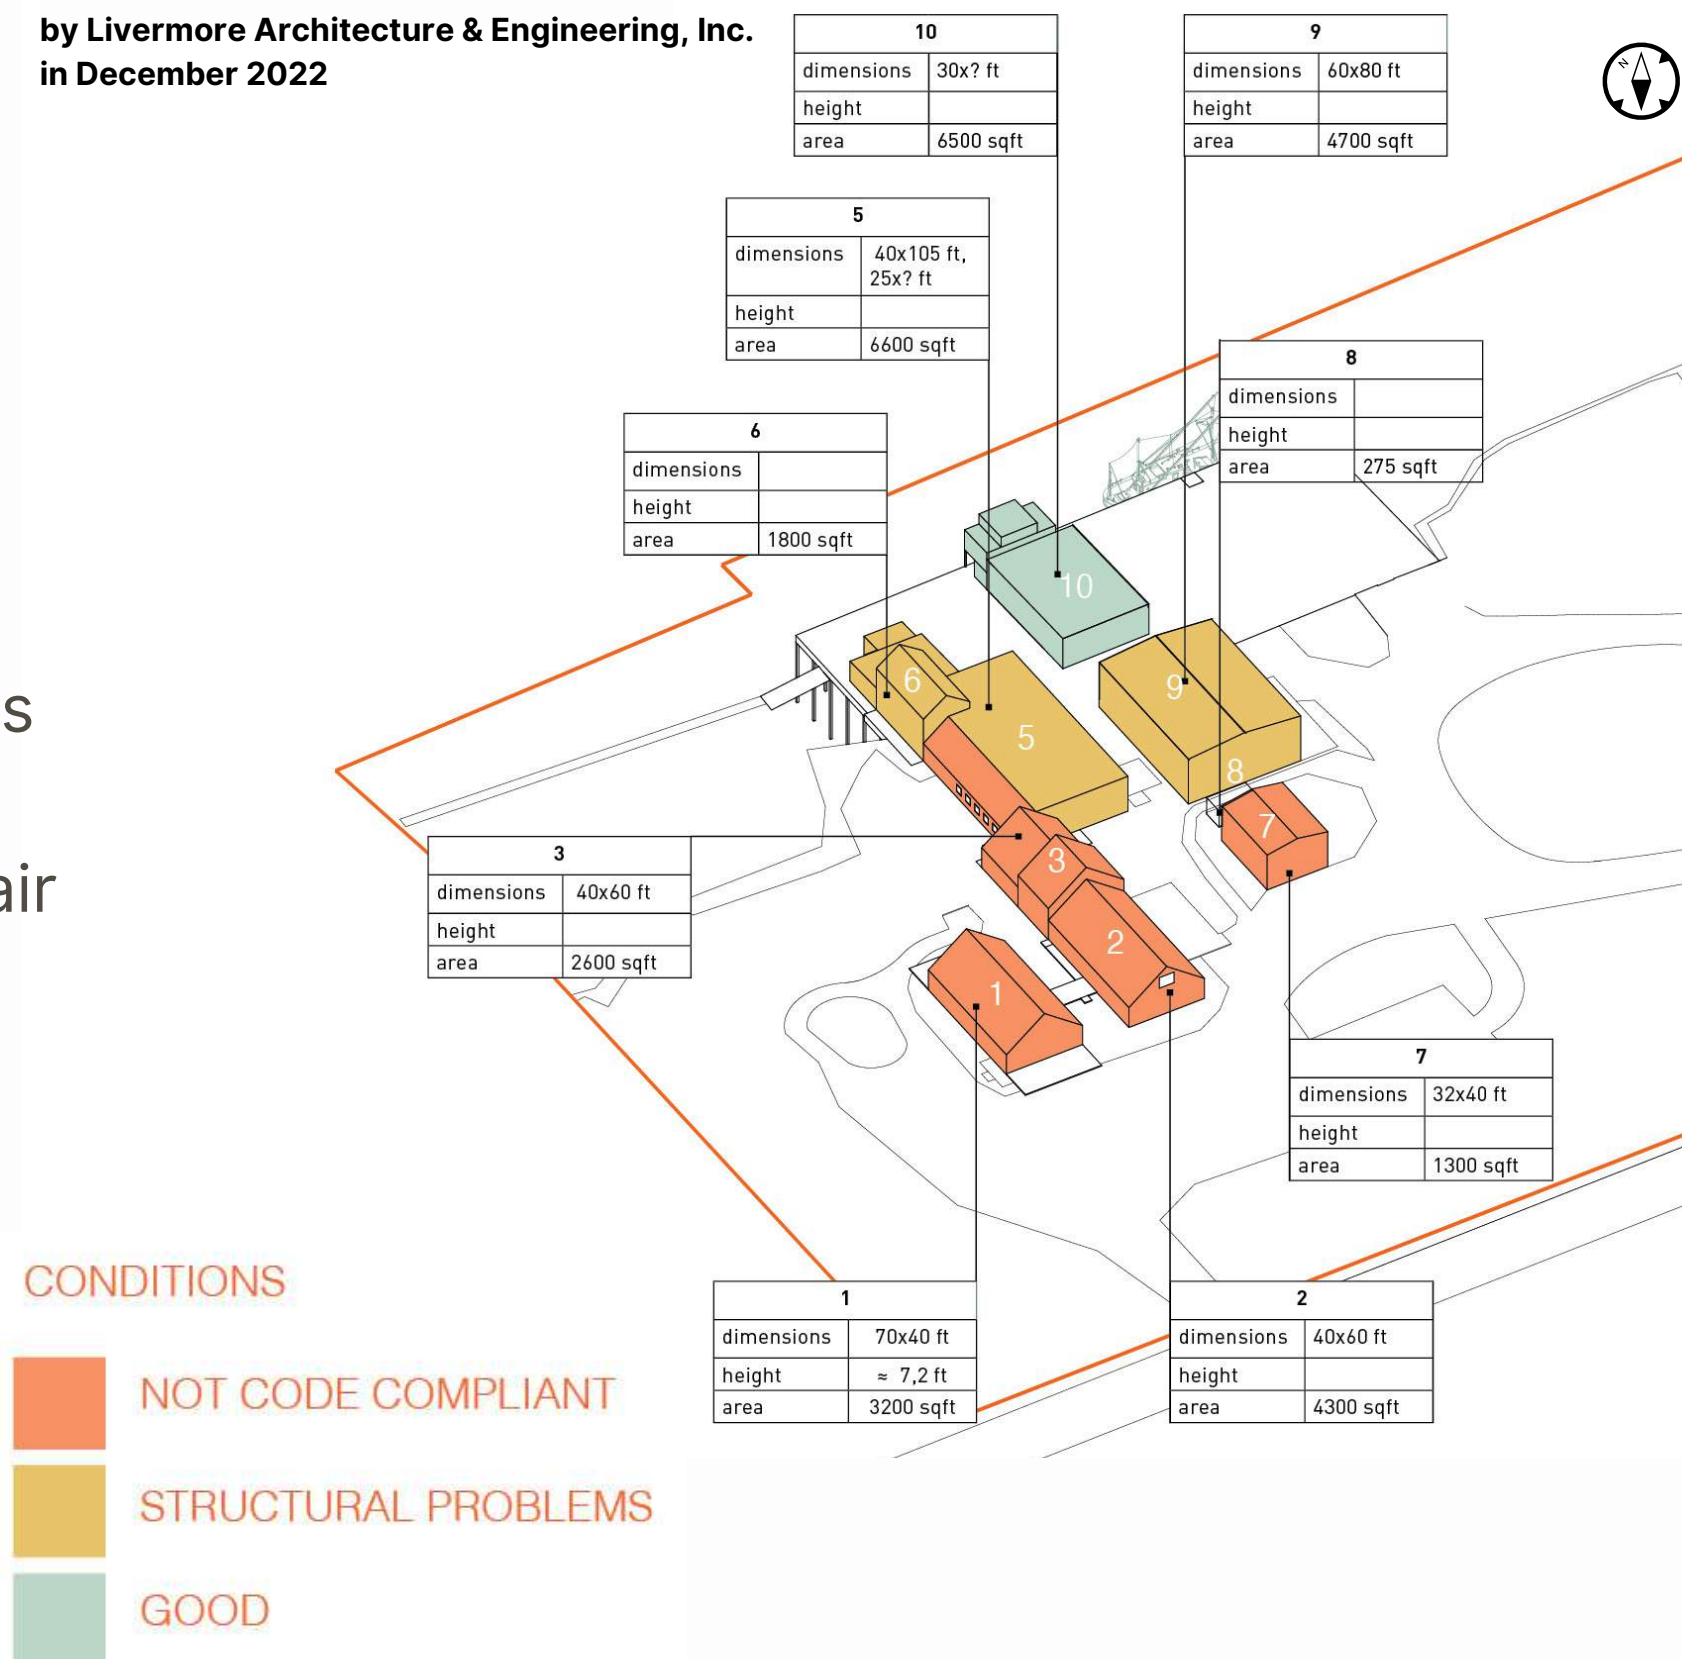 by Livermore Architecture & Engineering, Inc.
in December 2022
10
dimensions 30x? ft
height
area 6500 sqft
9
dimensions 60x80 ft
height
area 4700 sqft
N
5
dimensions 40x105 ft,
25x? ft
height
area 6600 sqft
8
dimensions
height
area 275 sqft
6
dimensions
height
area 1800 sqft
10
6
9
5
8
7
3
2
1
s
air
3
dimensions 40x60 ft
height
area 2600 sqft
7
dimensions 32x40 ft
height
area 1300 sqft
1
dimensions 70x40 ft
height ≈ 7,2 ft
area 3200 sqft
2
dimensions 40x60 ft
height
area 4300 sqft
CONDITIONS
NOT CODE COMPLIANT
STRUCTURAL PROBLEMS
GOOD